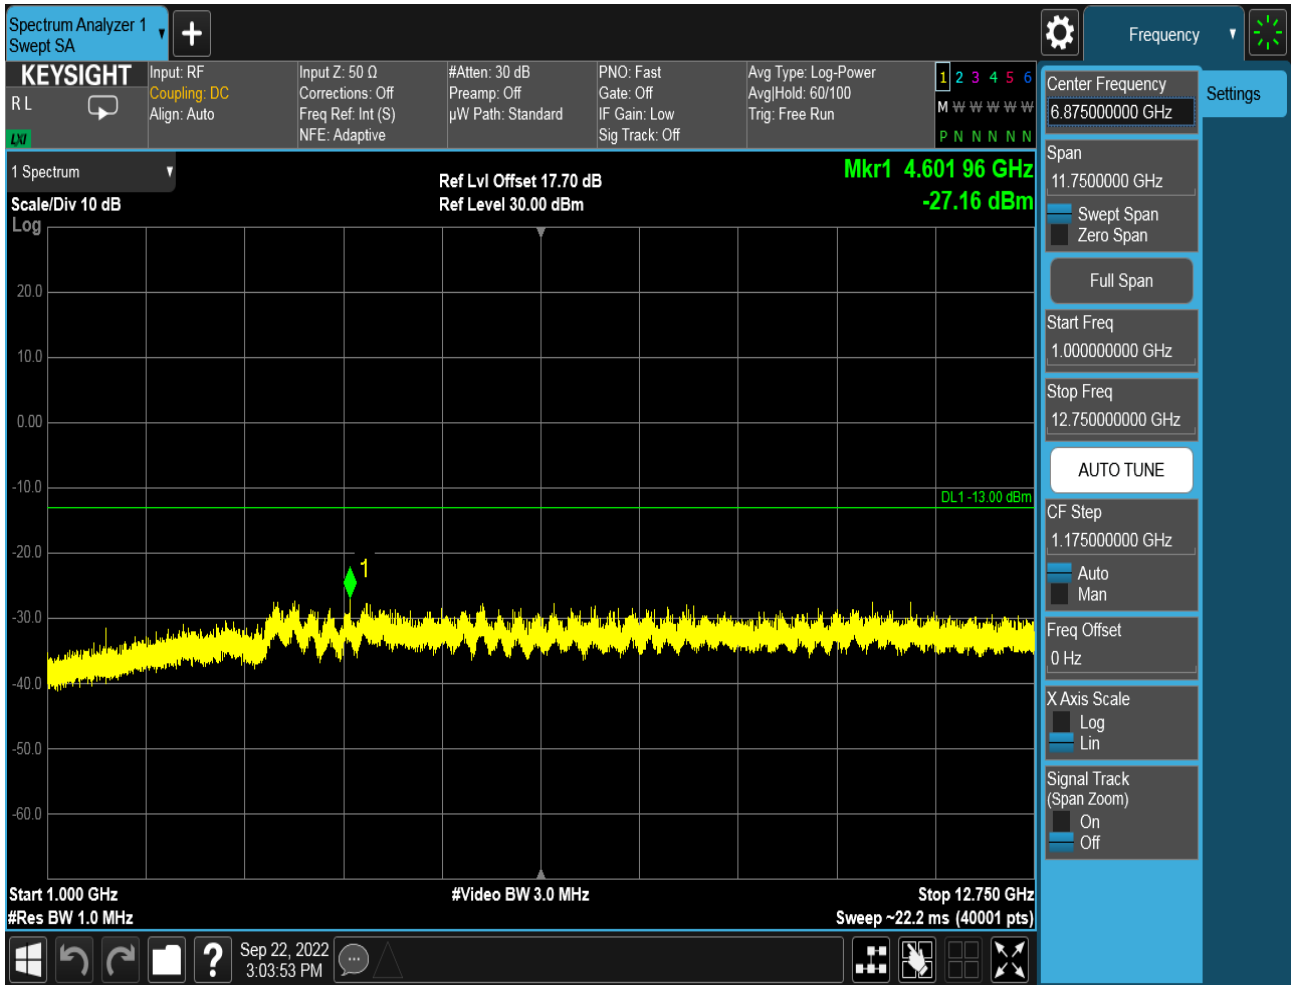 Spectrum Analyzer 1
Swept SA
Frequency
KEYSIGHT
R L
LXI
Input: RF
Coupling: DC
Align: Auto
Input Z: 50 Ω
Corrections: Off
Freq Ref: Int (S)
NFE: Adaptive
#Atten: 30 dB
Preamp: Off
µW Path: Standard
PNO: Fast
Gate: Off
IF Gain: Low
Sig Track: Off
Avg Type: Log-Power
Avg|Hold: 60/100
Trig: Free Run
1 2 3 4 5 6
M W W W W W
P N N N N N
1 Spectrum
Scale/Div 10 dB
Log
Ref Lvl Offset 17.70 dB
Ref Level 30.00 dBm
Mkr1 4.601 96 GHz
-27.16 dBm
20.0
10.0
0.00
-10.0
DL1 -13.00 dBm
-20.0
1
-30.0
-40.0
-50.0
-60.0
Start 1.000 GHz
#Video BW 3.0 MHz
Stop 12.750 GHz
#Res BW 1.0 MHz
Sweep ~22.2 ms (40001 pts)
Sep 22, 2022
3:03:53 PM
?
Center Frequency
6.875000000 GHz
Settings
Span
11.7500000 GHz
Swept Span
Zero Span
Full Span
Start Freq
1.000000000 GHz
Stop Freq
12.750000000 GHz
AUTO TUNE
CF Step
1.175000000 GHz
Auto
Man
Freq Offset
0 Hz
X Axis Scale
Log
Lin
Signal Track
(Span Zoom)
On
Off